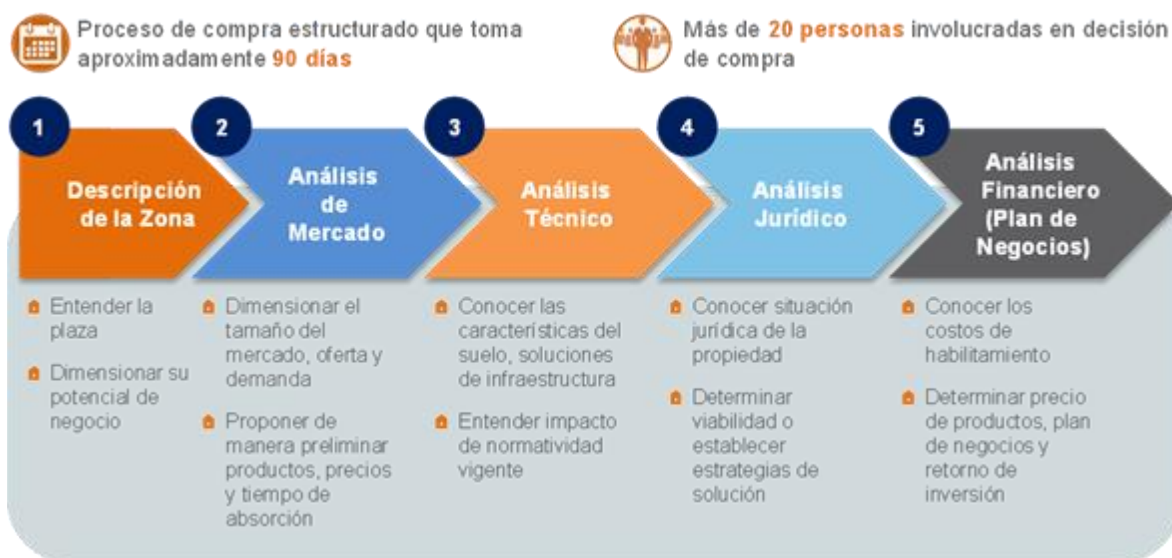 Proceso de compra estructurado que toma
aproximadamente 90 días
Más de 20 personas involucradas en decisión
de compra
1
Descripción
de la Zona
Entender la
plaza
Dimensionar su
potencial de
negocio
2
Análisis
de
Mercado
Dimensionar el
tamaño del
mercado, oferta y
demanda
Proponer de
manera preliminar
productos, precios
y tiempo de
absorción
3
Análisis
Técnico
Conocer las
características del
suelo, soluciones
de infraestructura
Entender impacto
de normatividad
vigente
4
Análisis
Jurídico
Conocer situación
jurídica de la
propiedad
Determinar
viabilidad o
establecer
estrategias de
solución
5
Análisis
Financiero
(Plan de
Negocios)
Conocer los
costos de
habilitamiento
Determinar precio
de productos, plan
de negocios y
retorno de
inversión